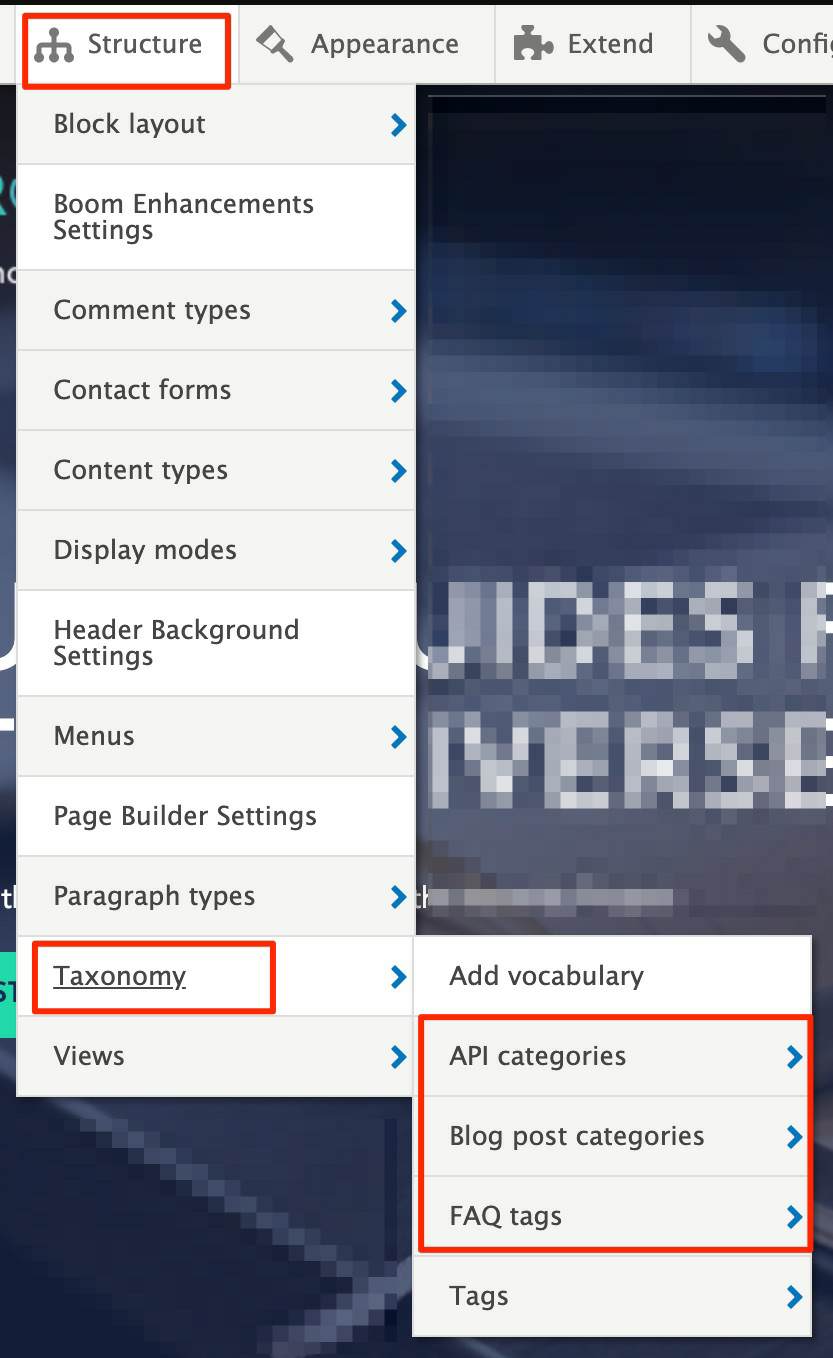 Structure
Appearance
Extend
Block layout
Boom Enhancements
Settings
Comment types
Contact forms
Content types
Display modes
Header Background
Settings
Menus
Page Builder Settings
Paragraph types
Taxonomy
Views
Add vocabulary
API categories
Blog post categories
FAQ tags
Tags